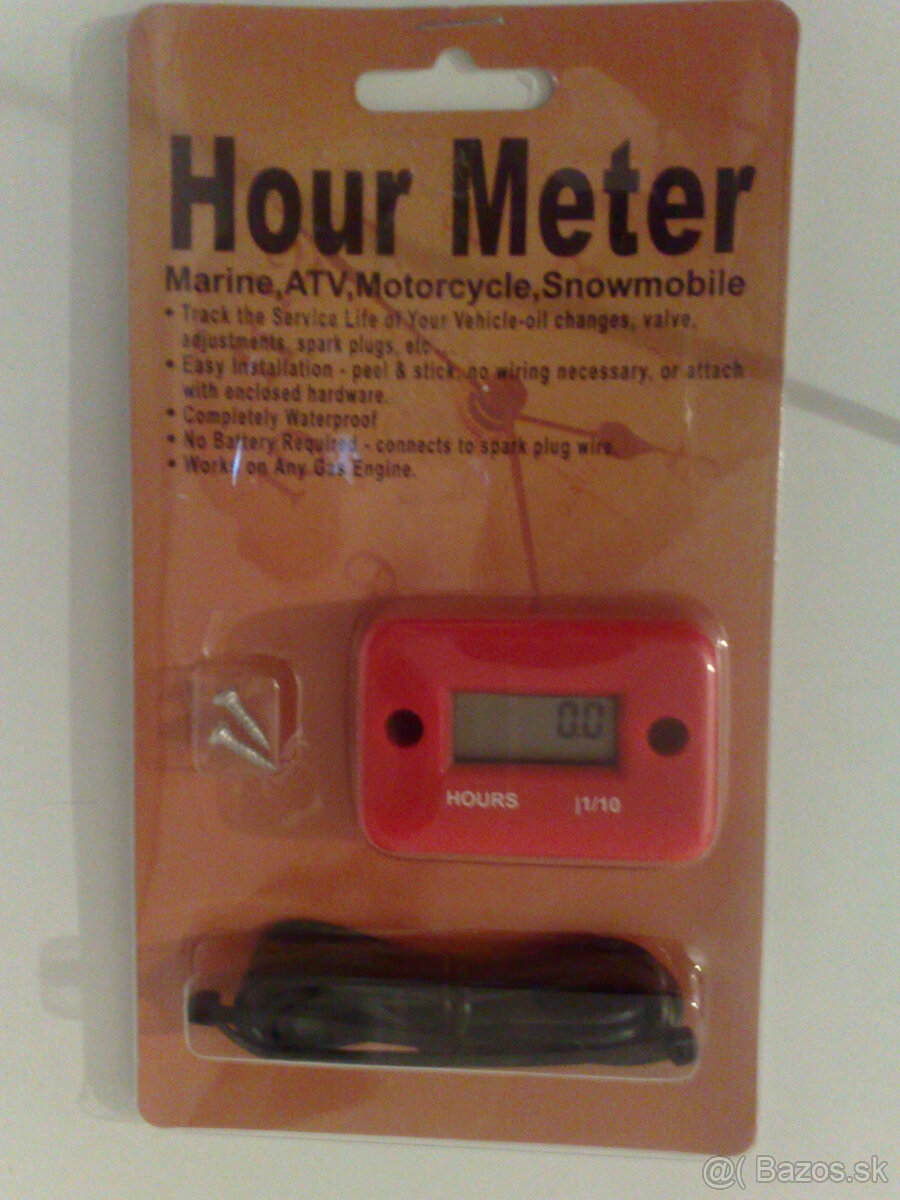 Hour Meter
Marine,ATV,Motorcycle,Snowmobile
• Track the Service Life of Your Vehicle-oil changes, valve,
adjustments, spark plugs, etc
• Easy Installation - peel & stick, no wiring necessary, or attach
with enclosed hardware.
• Completely Waterproof
• No Battery Required - connects to spark plug wire.
• Works on Any Gas Engine.
0.0
HOURS |1/10
@( Bazos.sk